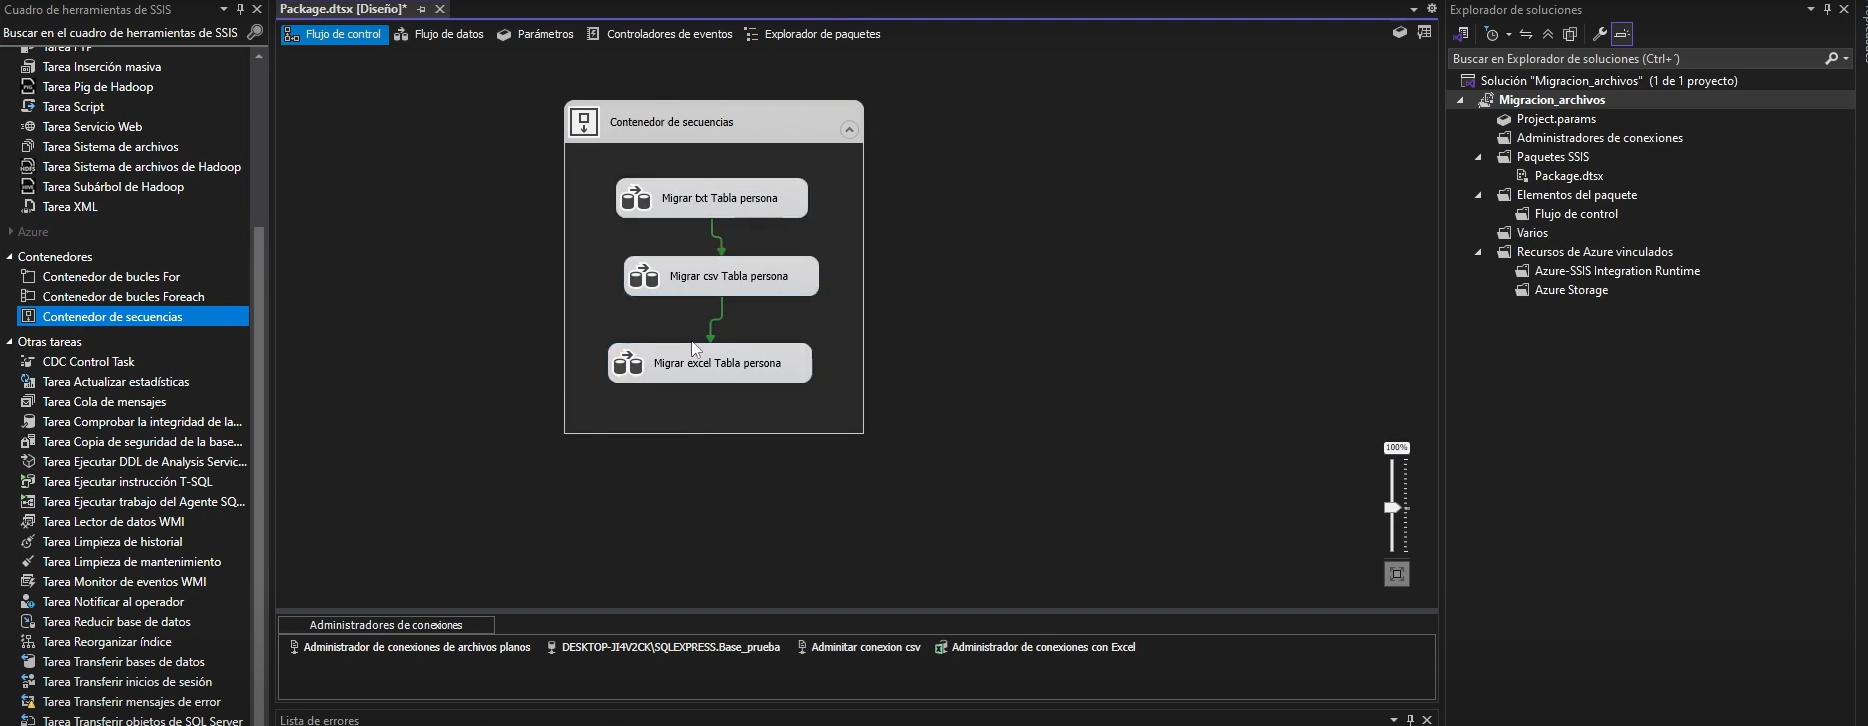 Cuadro de herramientas de SSIS
Buscar en el cuadro de herramientas de SSIS
Tarea FTP
Tarea Inserción masiva
Tarea Pig de Hadoop
Tarea Script
Tarea Servicio Web
Tarea Sistema de archivos
Tarea Sistema de archivos de Hadoop
Tarea Subárbol de Hadoop
Tarea XML
Azure
Contenedores
Contenedor de bucles For
Contenedor de bucles Foreach
Contenedor de secuencias
Otras tareas
CDC Control Task
Tarea Actualizar estadísticas
Tarea Cola de mensajes
Tarea Comprobar la integridad de la...
Tarea Copia de seguridad de la base...
Tarea Ejecutar DDL de Analysis Servic...
Tarea Ejecutar instrucción T-SQL
Tarea Ejecutar trabajo del Agente SQ...
Tarea Lector de datos WMI
Tarea Limpieza de historial
Tarea Limpieza de mantenimiento
Tarea Monitor de eventos WMI
Tarea Notificar al operador
Tarea Reducir base de datos
Tarea Reorganizar índice
Tarea Transferir bases de datos
Tarea Transferir inicios de sesión
Tarea Transferir mensajes de error
Tarea Transferir objetos de SQL Server
Package.dtsx [Diseño]*
Flujo de control
Flujo de datos
Parámetros
Controladores de eventos
Explorador de paquetes
Contenedor de secuencias
Migrar txt Tabla persona
Migrar csv Tabla persona
Migrar excel Tabla persona
100%
Administradores de conexiones
Administrador de conexiones de archivos planos
DESKTOP-JI4V2CK\SQLEXPRESS.Base_prueba
Adminitar conexion csv
Administrador de conexiones con Excel
Lista de errores
Explorador de soluciones
Buscar en Explorador de soluciones (Ctrl+´)
Solución "Migracion_archivos" (1 de 1 proyecto)
Migracion_archivos
Project.params
Administradores de conexiones
Paquetes SSIS
Package.dtsx
Elementos del paquete
Flujo de control
Varios
Recursos de Azure vinculados
Azure-SSIS Integration Runtime
Azure Storage